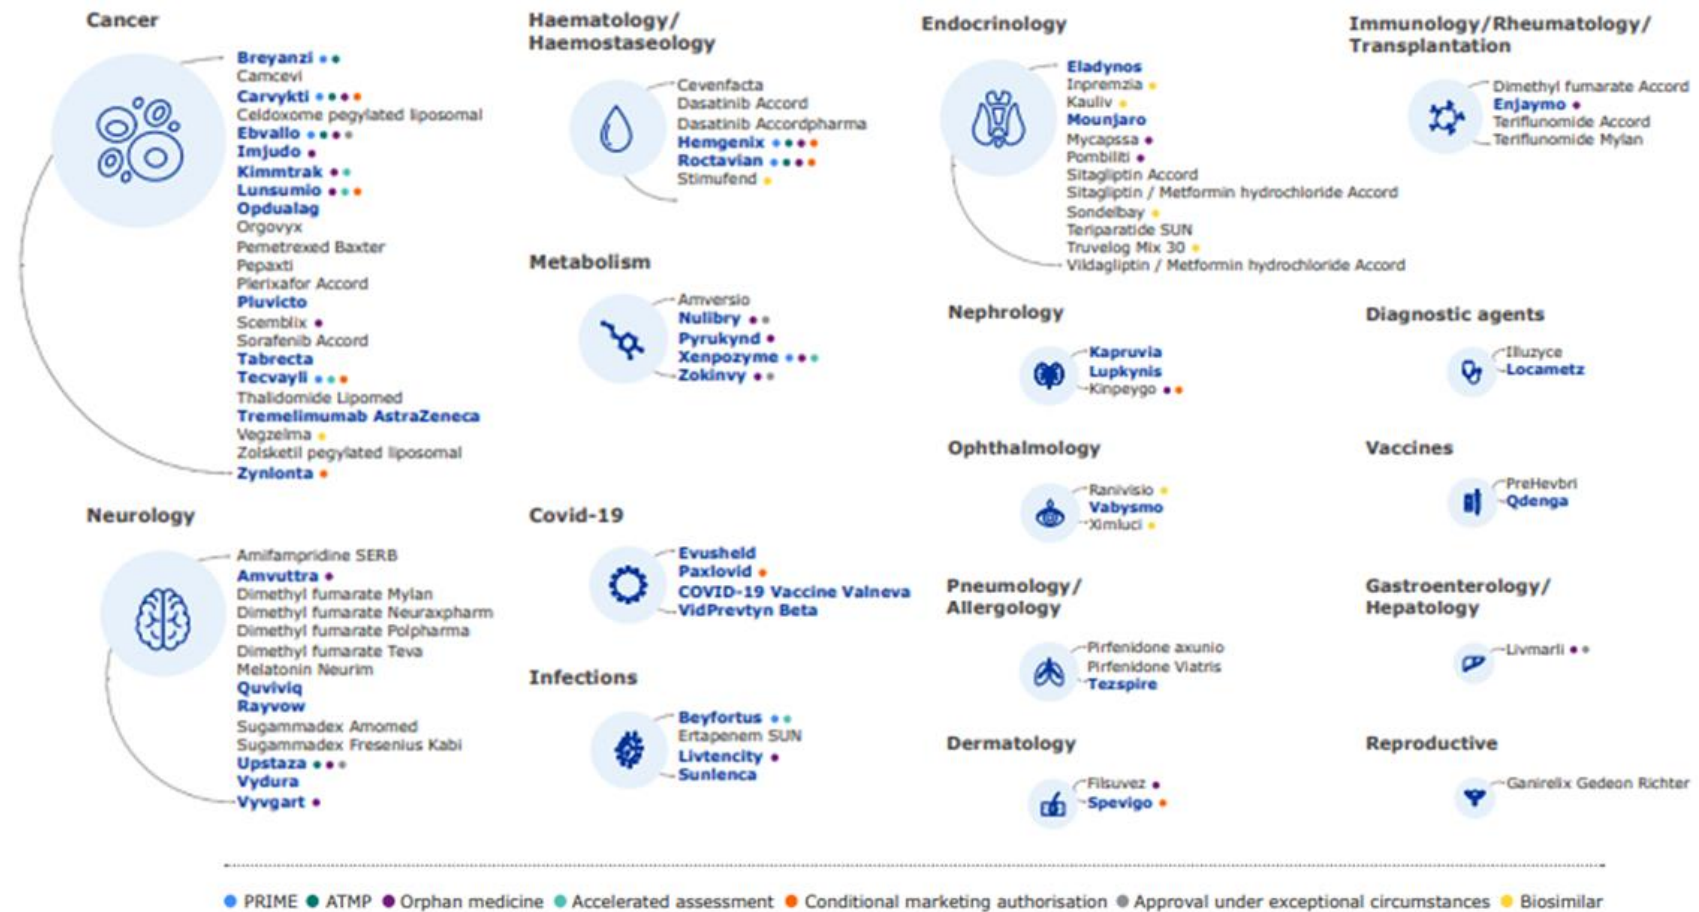 Cancer
Breyanzi
Camcevi
Carvykti
Celdoxome pegylated liposomal
Ebvallo
Imjudo
Kimmtrak
Lunsumio
Opdualag
Orgovyx
Pemetrexed Baxter
Pepaxti
Plerixafor Accord
Pluvicto
Scemblix
Sorafenib Accord
Tabrecta
Tecvayli
Thalidomide Lipomed
Tremelimumab AstraZeneca
Vegzelma
Zolsketil pegylated liposomal
Zynlonta
Neurology
Amifampridine SERB
Amvuttra
Dimethyl fumarate Mylan
Dimethyl fumarate Neuraxpharm
Dimethyl fumarate Polpharma
Dimethyl fumarate Teva
Melatonin Neurim
Quviviq
Rayvow
Sugammadex Amomed
Sugammadex Fresenius Kabi
Upstaza
Vydura
Vyvgart
Haematology/
Haemostaseology
Cevenfacta
Dasatinib Accord
Dasatinib Accordpharma
Hemgenix
Roctavian
Stimufend
Metabolism
Amversio
Nulibry
Pyrukynd
Xenpozyme
Zokinvy
Covid-19
Evusheld
Paxlovid
COVID-19 Vaccine Valneva
VidPrevtyn Beta
Infections
Beyfortus
Ertapenem SUN
Livtencity
Sunlenca
Endocrinology
Eladynos
Inpremzia
Kauliv
Mounjaro
Mycapssa
Pombiliti
Sitagliptin Accord
Sitagliptin / Metformin hydrochloride Accord
Sondelbay
Teriparatide SUN
Truvelog Mix 30
Vildagliptin / Metformin hydrochloride Accord
Immunology/Rheumatology/
Transplantation
Dimethyl fumarate Accord
Enjaymo
Teriflunomide Accord
Teriflunomide Mylan
Nephrology
Kapruvia
Lupkynis
Kinpeygo
Diagnostic agents
Illuzyce
Locametz
Ophthalmology
Ranivisio
Vabysmo
Ximluci
Vaccines
PreHevbri
Qdenga
Pneumology/
Allergology
Pirfenidone axunio
Pirfenidone Viatris
Tezspire
Gastroenterology/
Hepatology
Livmarli
Dermatology
Filsuvez
Spevigo
Reproductive
Ganirelix Gedeon Richter
PRIME ATMP Orphan medicine Accelerated assessment Conditional marketing authorisation Approval under exceptional circumstances Biosimilar